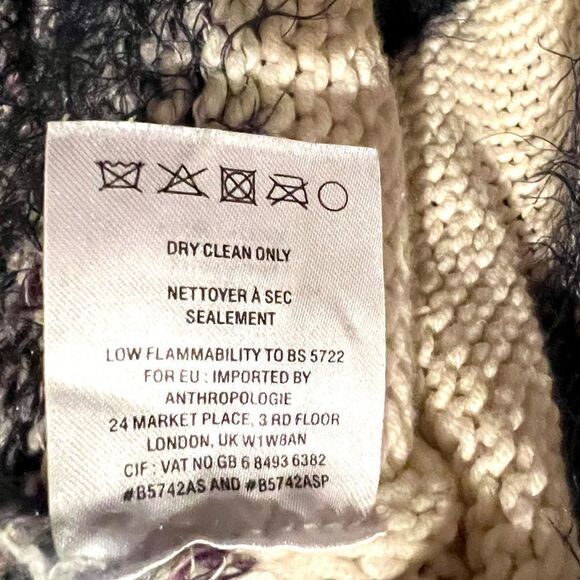 DRY CLEAN ONLY
NETTOYER À SEC
SEALEMENT
LOW FLAMMABILITY TO BS 5722
FOR EU : IMPORTED BY
ANTHROPOLOGIE
24 MARKET PLACE, 3 RD FLOOR
LONDON, UK W1W8AN
CIF : VAT NO GB 6 8493 6382
#B5742AS AND #B5742ASP